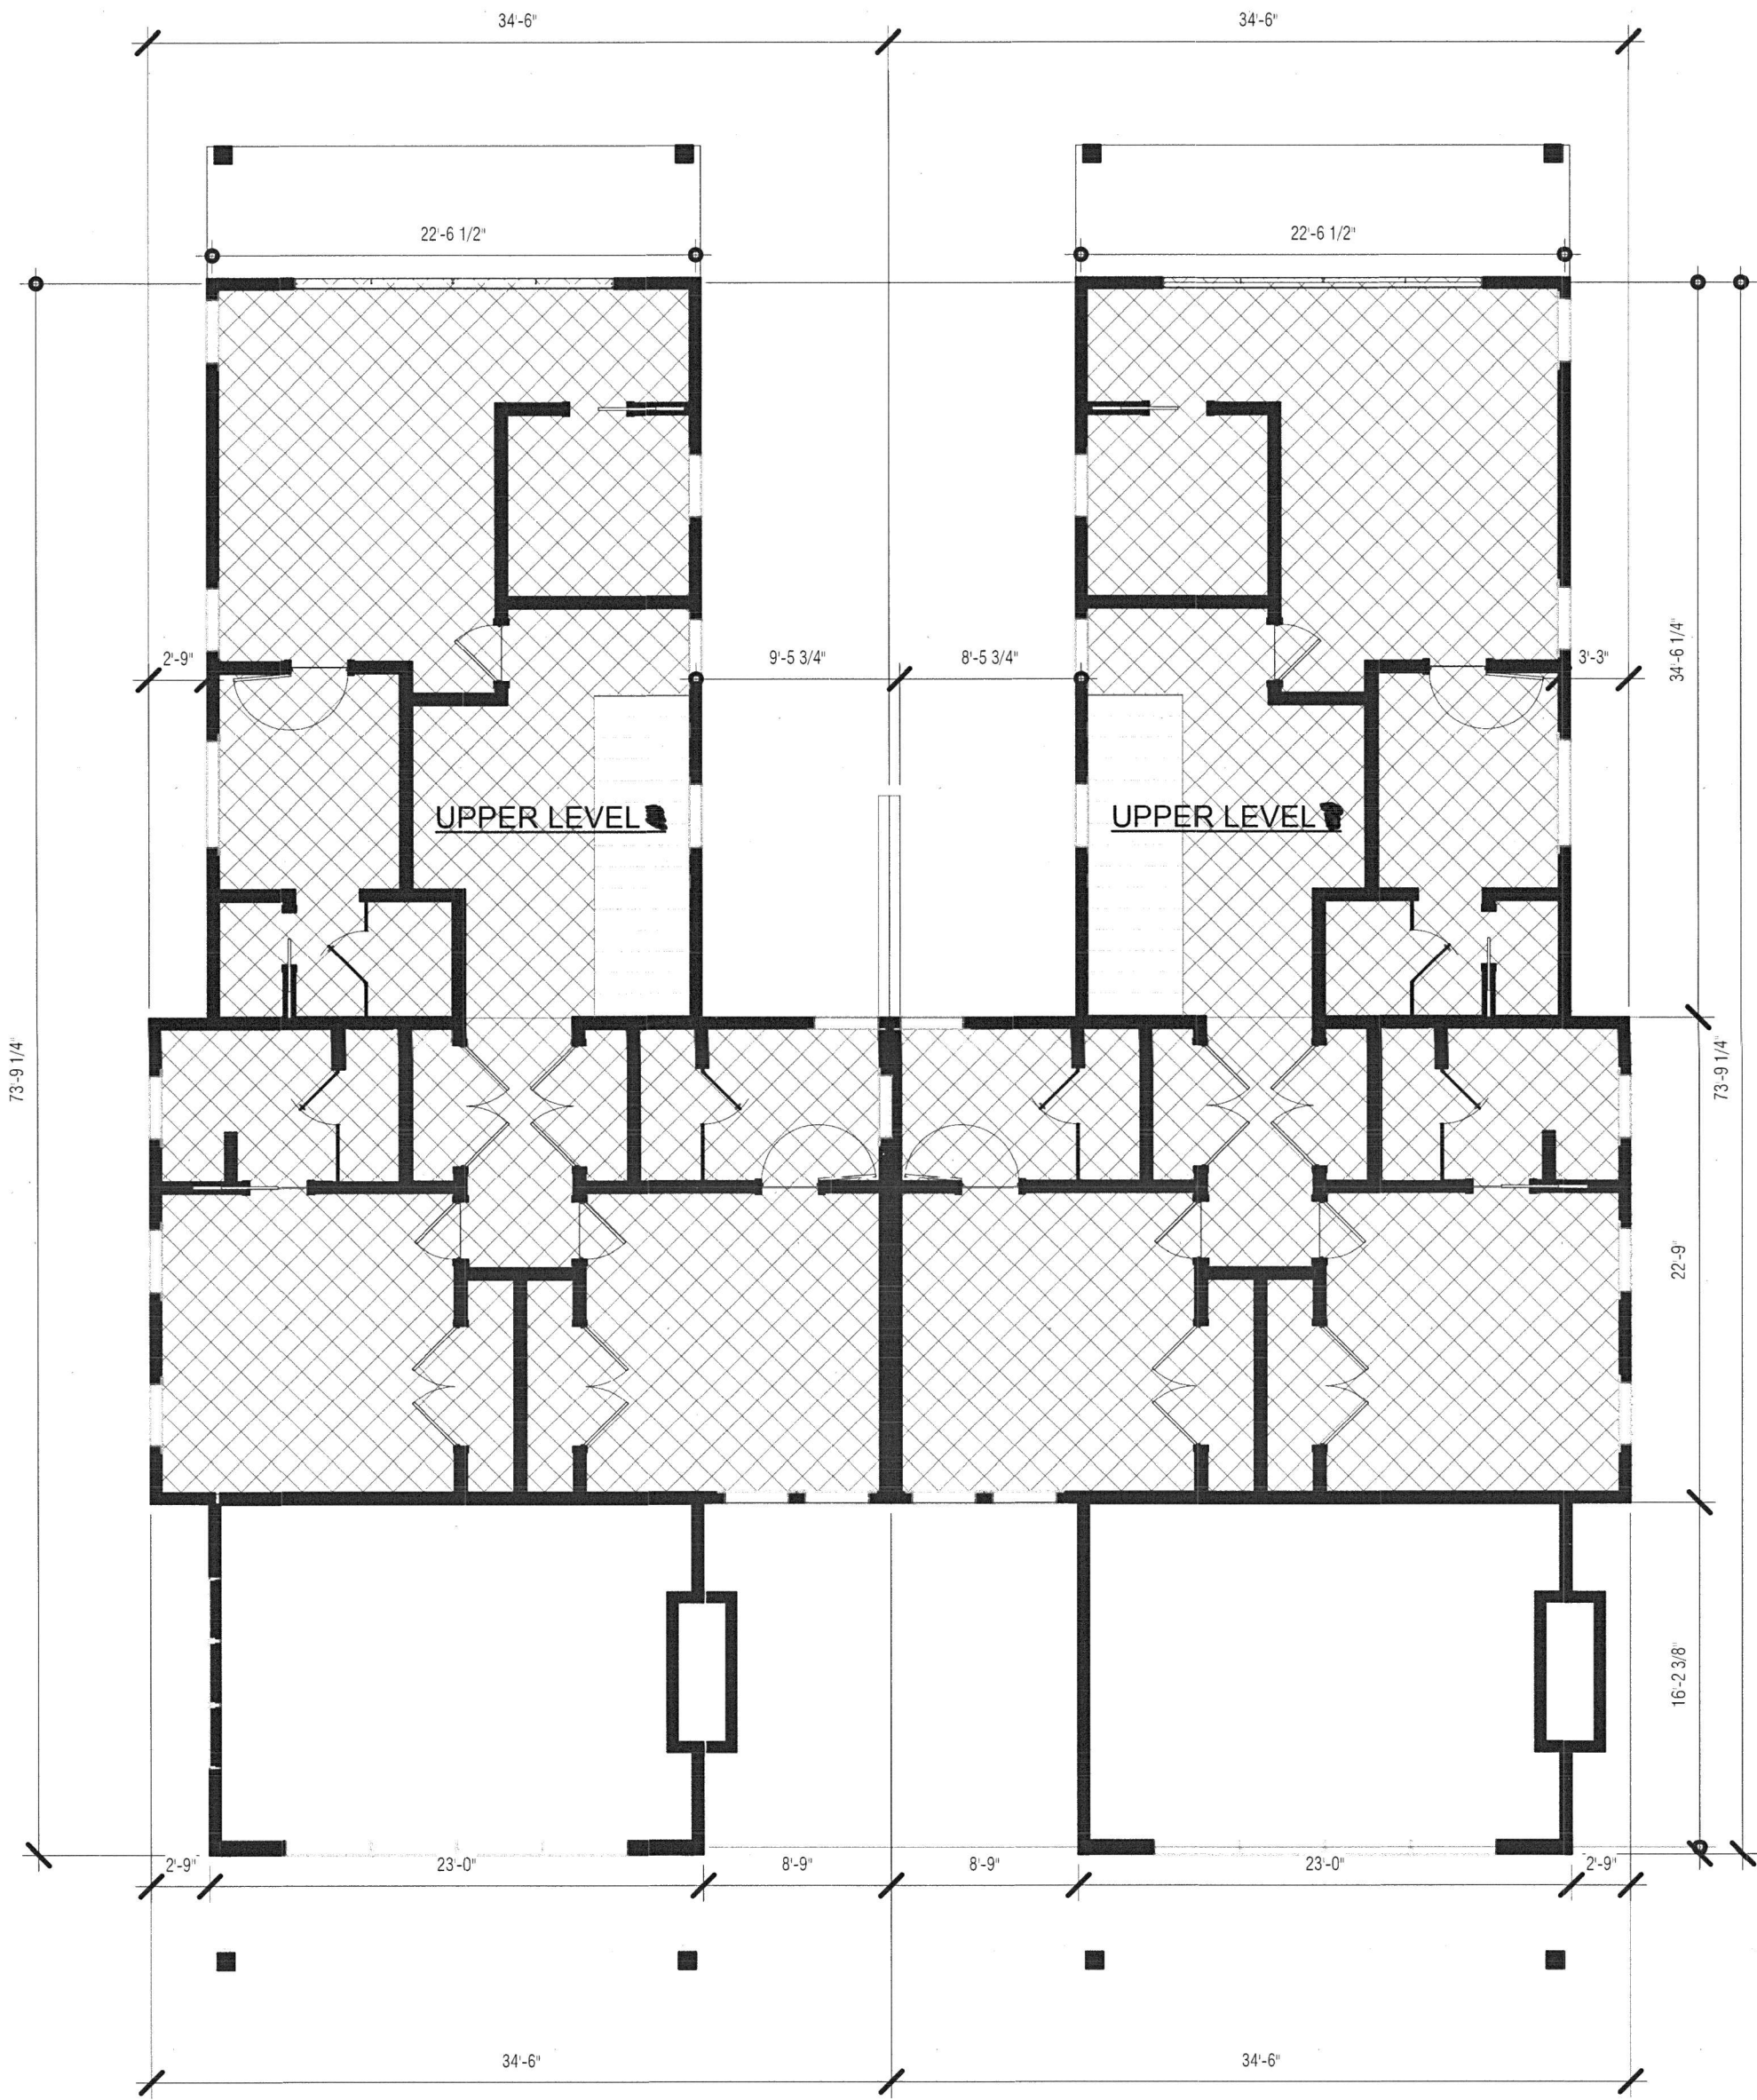 34'-6" 34'-6"
22'-6 1/2" 22'-6 1/2"
2'-9" 9'-5 3/4" 8'-5 3/4" 3'-3"
34'-6 1/4"
UPPER LEVEL UPPER LEVEL
73'-9 1/4" 73'-9 1/4"
22'-9"
16'-2 3/8"
2'-9" 23'-0" 8'-9" 8'-9" 23'-0" 2'-9"
34'-6" 34'-6"